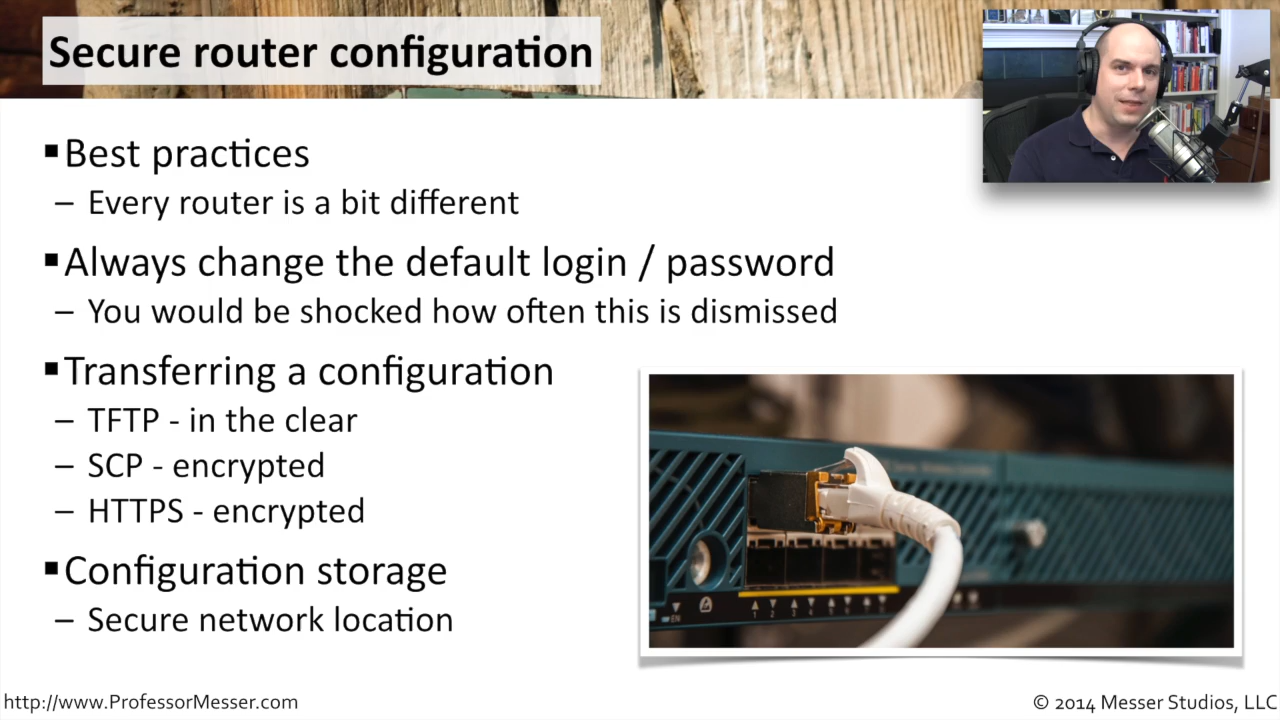 Secure router configuration
▪Best practices
– Every router is a bit different
▪Always change the default login / password
– You would be shocked how often this is dismissed
▪Transferring a configuration
– TFTP - in the clear
– SCP - encrypted
– HTTPS - encrypted
▪Configuration storage
– Secure network location
http://www.ProfessorMesser.com
© 2014 Messer Studios, LLC